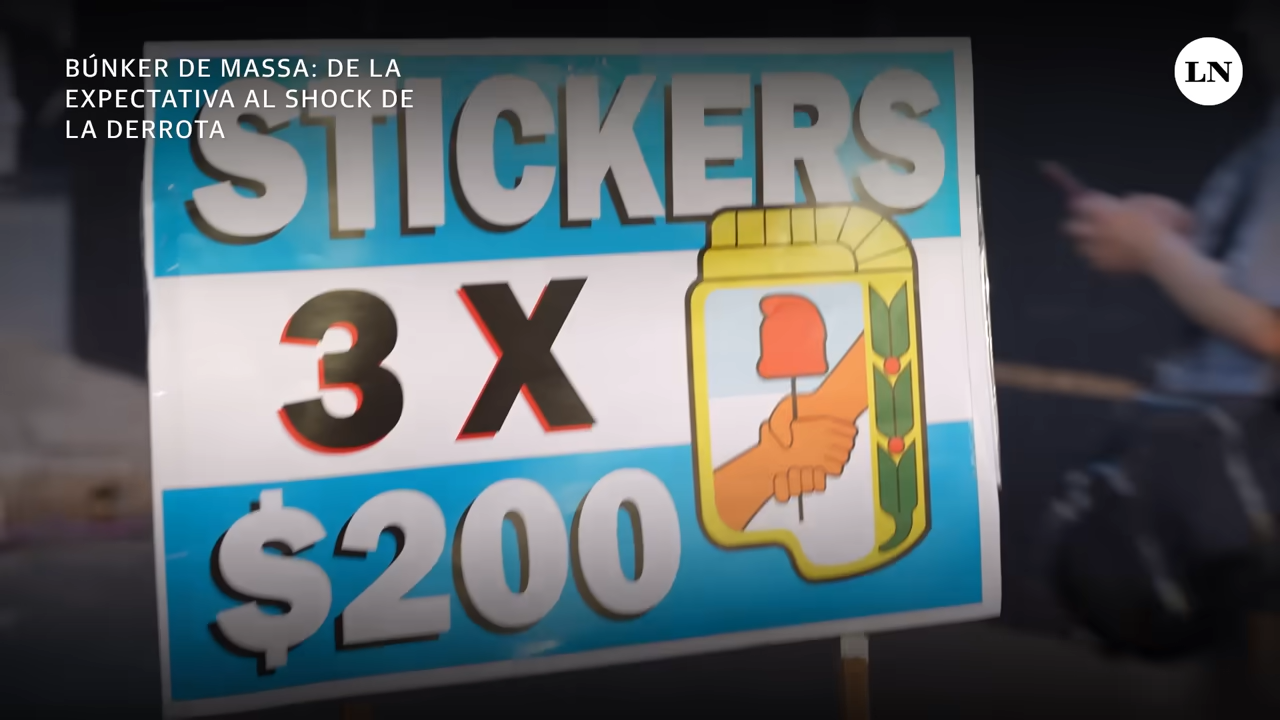 BÚNKER DE MASSA: DE LA
EXPECTATIVA AL SHOCK DE
LA DERROTA
LN
STICKERS
3 X
$200